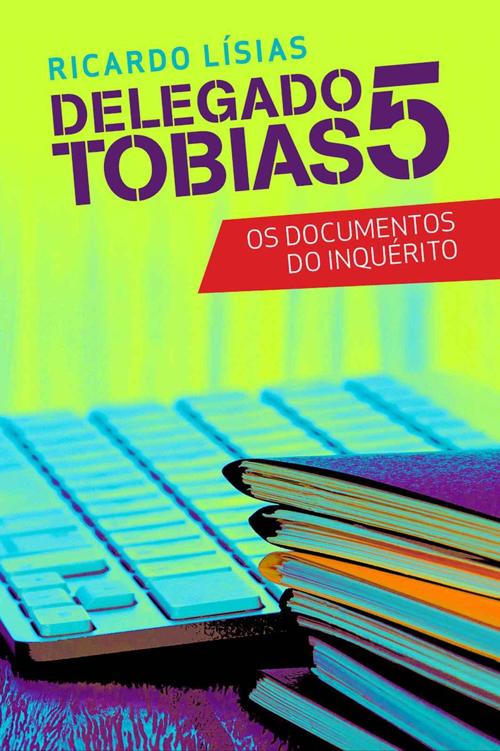 RICARDO LÍSIAS
DELEGADO
TOBIAS 5
OS DOCUMENTOS
DO INQUÉRITO